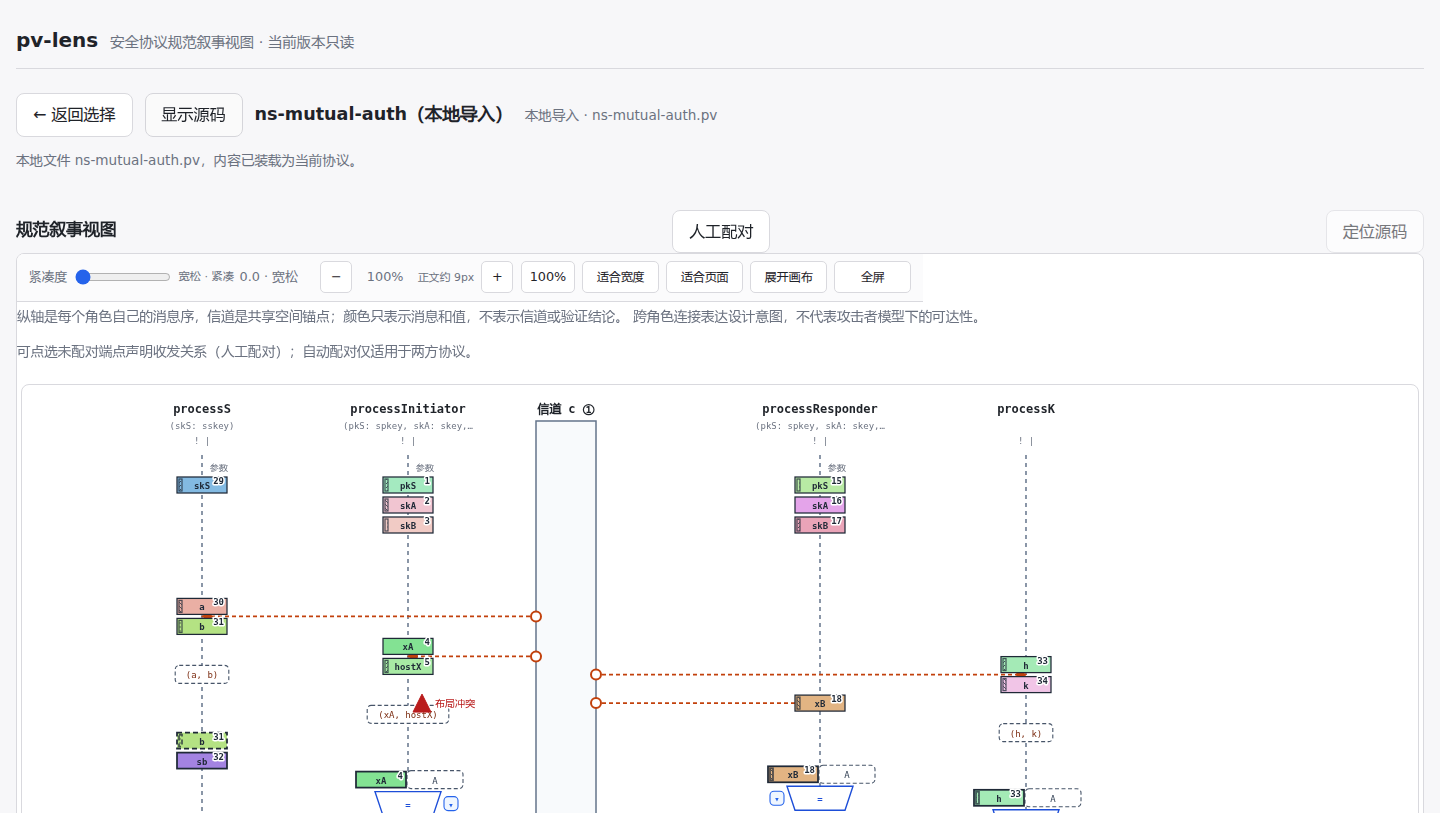 pv-lens 安全协议规范叙事视图 · 当前版本只读
← 返回选择 显示源码 ns-mutual-auth（本地导入） 本地导入 · ns-mutual-auth.pv
本地文件 ns-mutual-auth.pv，内容已装载为当前协议。
规范叙事视图 人工配对 定位源码
紧凑度 宽松 · 紧凑 0.0 · 宽松 − 100% 正文约 9px + 100% 适合宽度 适合页面 展开画布 全屏
纵轴是每个角色自己的消息序，信道是共享空间锚点；颜色只表示消息和值，不表示信道或验证结论。 跨角色连接表达设计意图，不代表攻击者模型下的可达性。
可点选未配对端点声明收发关系（人工配对）；自动配对仅适用于两方协议。
processS processInitiator 信道 c ① processResponder processK
(skS: sskey) (pkS: spkey, skA: skey,… (pkS: spkey, skA: skey,…
! | ! | ! | ! |
参数 参数 参数
skS 29 pkS 1 pkS 15
skA 2 skA 16
skB 3 skB 17
a 30
b 31
xA 4
hostX 5 h 33
(a, b) k 34
布局冲突 xB 18
(xA, hostX)
(h, k)
b 31
sb 32
xA 4 A xB 18 A
= ▾ ▾ = h 33 A